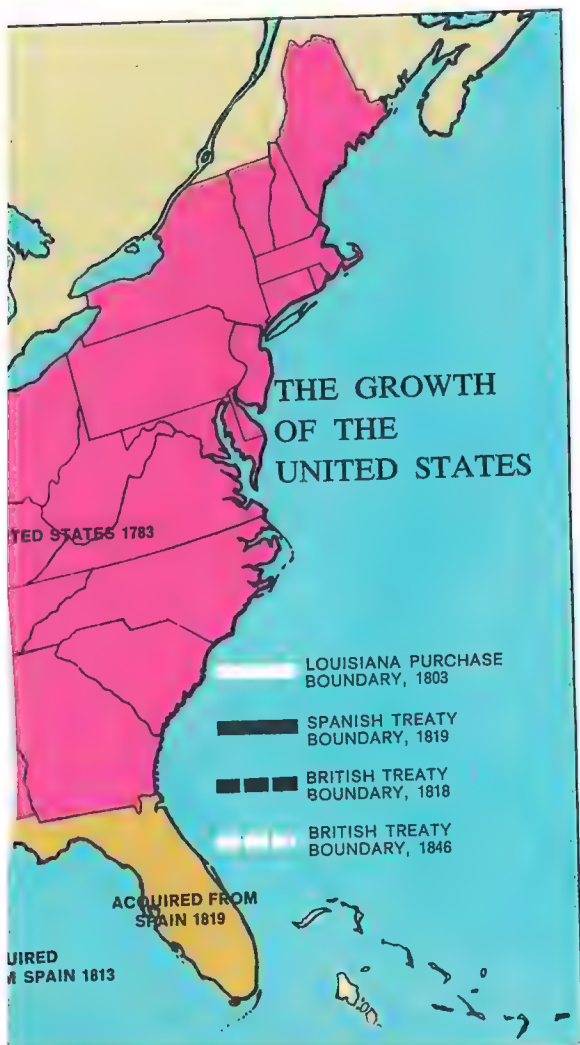 THE GROWTH
OF THE
UNITED STATES
TED STATES 1783
LOUISIANA PURCHASE
BOUNDARY, 1803
SPANISH TREATY
BOUNDARY, 1819
BRITISH TREATY
BOUNDARY, 1818
BRITISH TREATY
BOUNDARY, 1846
ACQUIRED FROM
SPAIN 1819
UIRED
M SPAIN 1813